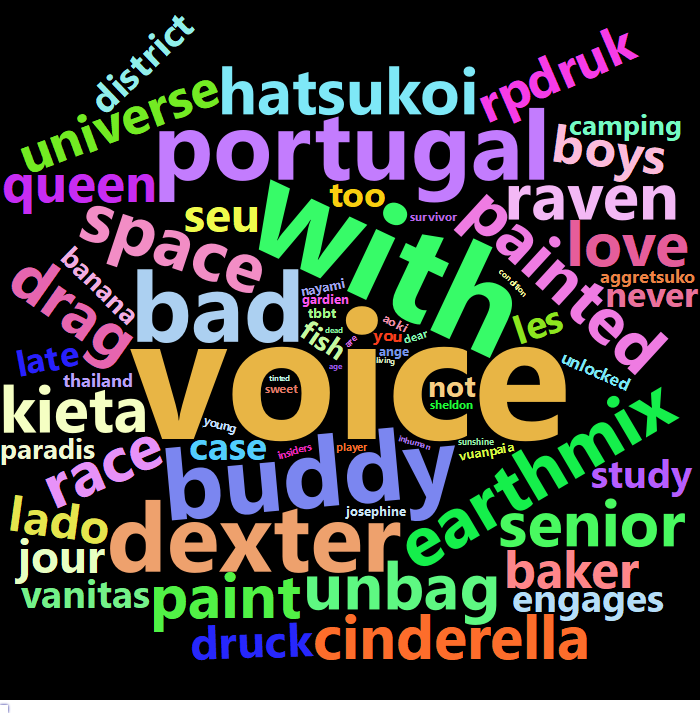 district
universe
hatsukoi
rpdruk
camping
queen
portugal
boys
too
raven
seu
survivor
space
with
painted
love
banana
nayami
condition
aggretsuko
drag
bad
gardien
never
tbbt
aoki
les
fish
dead
you
dear
late
are
ange
unlocked
thailand
voice
living
age
tinted
sweet
not
kieta
sheldon
paradis
young
case
insiders
player
inhuman
sunshine
vuanpaia
earthmix
race
buddy
study
lado
josephine
senior
jour
dexter
baker
vanitas
paint
unbag
engages
druck
cinderella